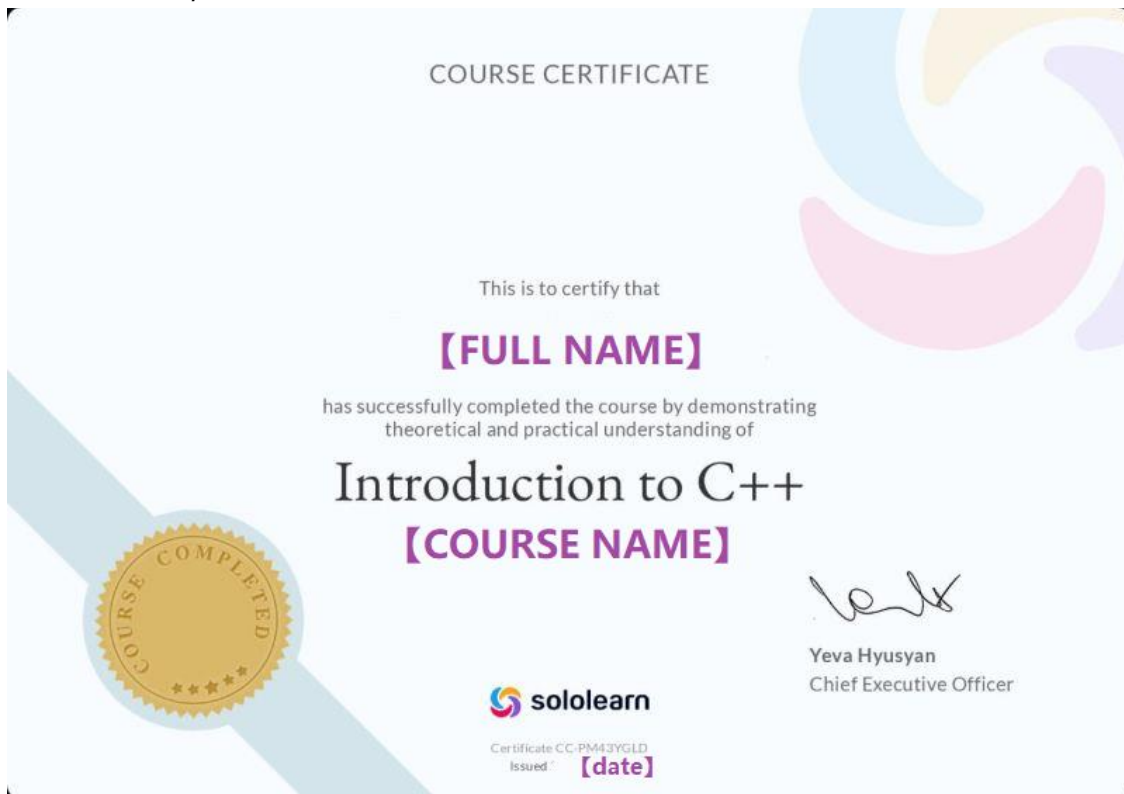 COURSE CERTIFICATE
This is to certify that
【FULL NAME】
has successfully completed the course by demonstrating
theoretical and practical understanding of
Introduction to C++
【COURSE NAME】
COURSE COMPLETED
Yeva Hyusyan
Chief Executive Officer
sololearn
Certificate CC-PM43YGLD
Issued 【date】